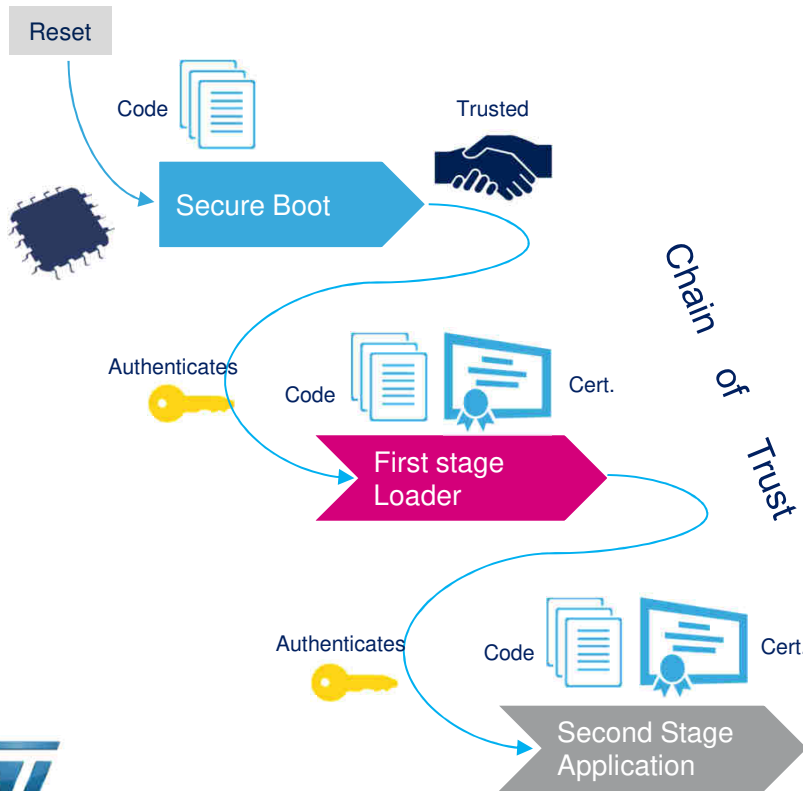 Reset
Code
Trusted
Secure Boot
Chain of Trust
Authenticates
Code
Cert.
First stage
Loader
Authenticates
Code
Cert.
Second Stage
Application